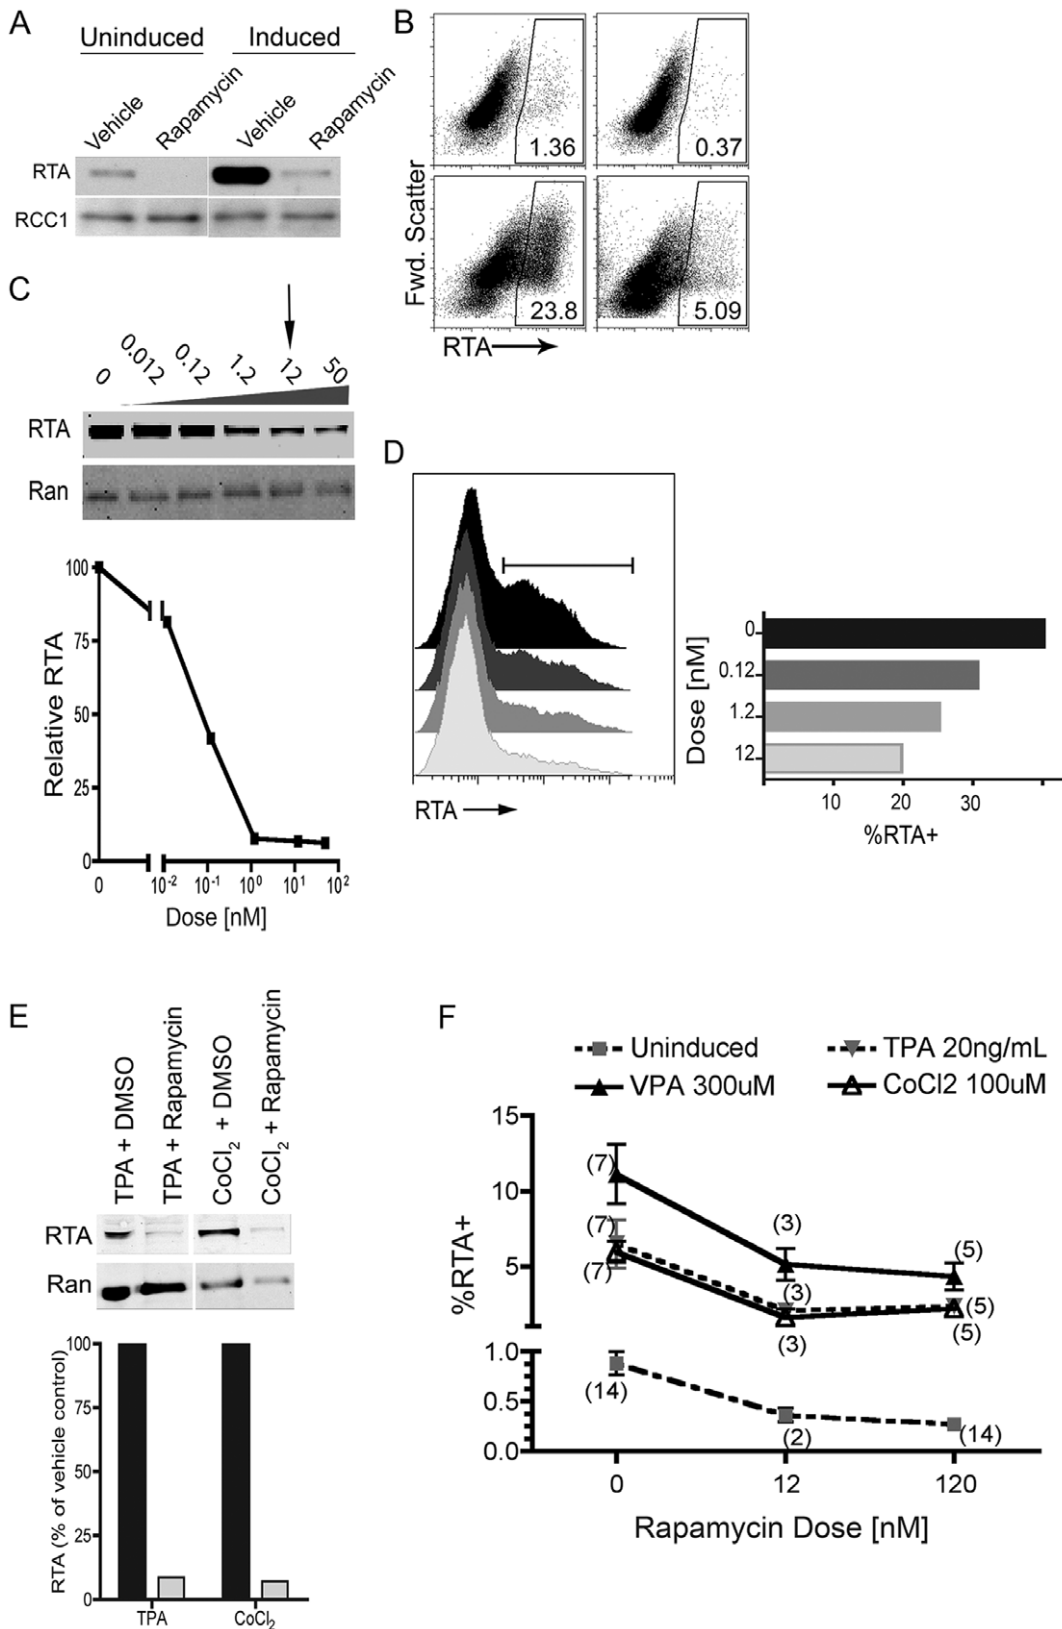 A
Uninduced Induced
Vehicle Rapamycin Vehicle Rapamycin
RTA
RCC1
B
1.36 0.37
23.8 5.09
Fwd. Scatter
RTA
C
0 0.012 0.12 1.2 12 50
RTA
Ran
100
75
50
25
0
Relative RTA
0 10-2 10-1 10⁰ 10¹ 10²
Dose [nM]
D
RTA
Dose [nM]
0
0.12
1.2
12
10 20 30
%RTA+
E
TPA + DMSO TPA + Rapamycin CoCl₂ + DMSO CoCl₂ + Rapamycin
RTA
Ran
100
75
50
25
0
RTA (% of vehicle control)
TPA CoCl₂
F
Uninduced TPA 20ng/mL
VPA 300uM CoCl2 100uM
15
10
5
1.0
0.5
0.0
%RTA+
(7) (3) (5)
(7) (3) (5)
(7) (3) (5)
(14) (2) (14)
0 12 120
Rapamycin Dose [nM]